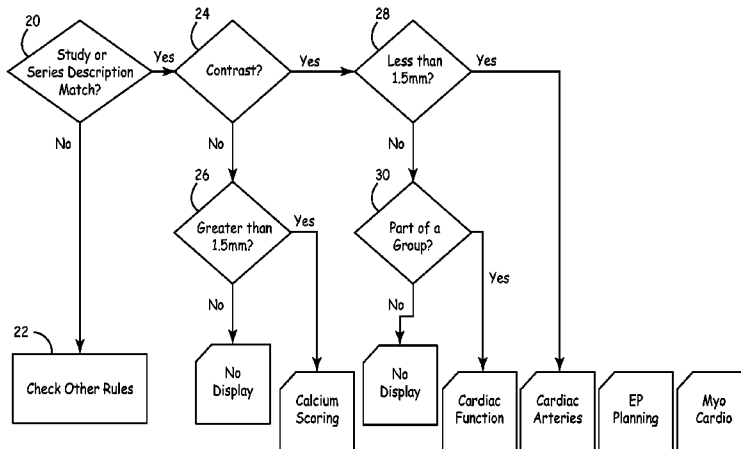 20
24
28
Study or
Series Description
Match?
Yes
Contrast?
Yes
Less than
1.5mm?
Yes
No
No
No
26
30
Greater than
1.5mm?
Yes
Part of a
Group?
Yes
No
No
22
Check Other Rules
No
Display
Calcium
Scoring
No
Display
Cardiac
Function
Cardiac
Arteries
EP
Planning
Myo
Cardio